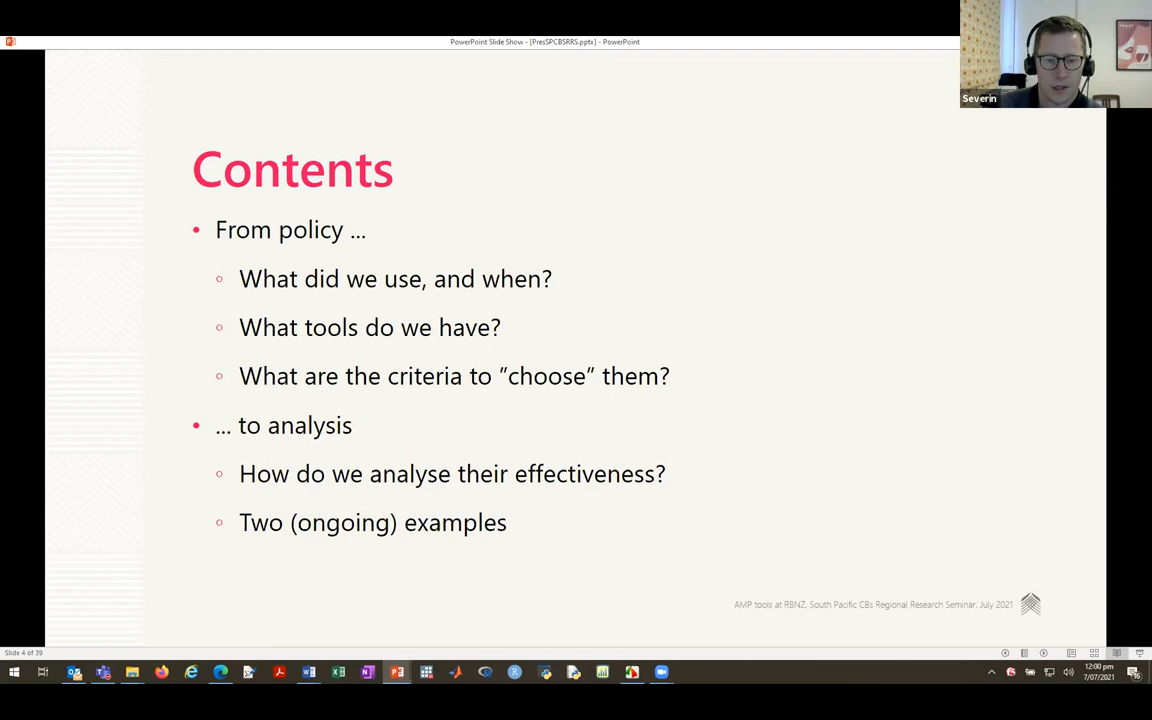 PowerPoint Slide Show - [PresSPCBSRRS.pptx] - PowerPoint
Severin
Contents
• From policy ...
○ What did we use, and when?
○ What tools do we have?
○ What are the criteria to ”choose” them?
• ... to analysis
○ How do we analyse their effectiveness?
○ Two (ongoing) examples
AMP tools at RBNZ, South Pacific CBs Regional Research Seminar, July 2021
Slide 4 of 39
12:00 pm
7/07/2021